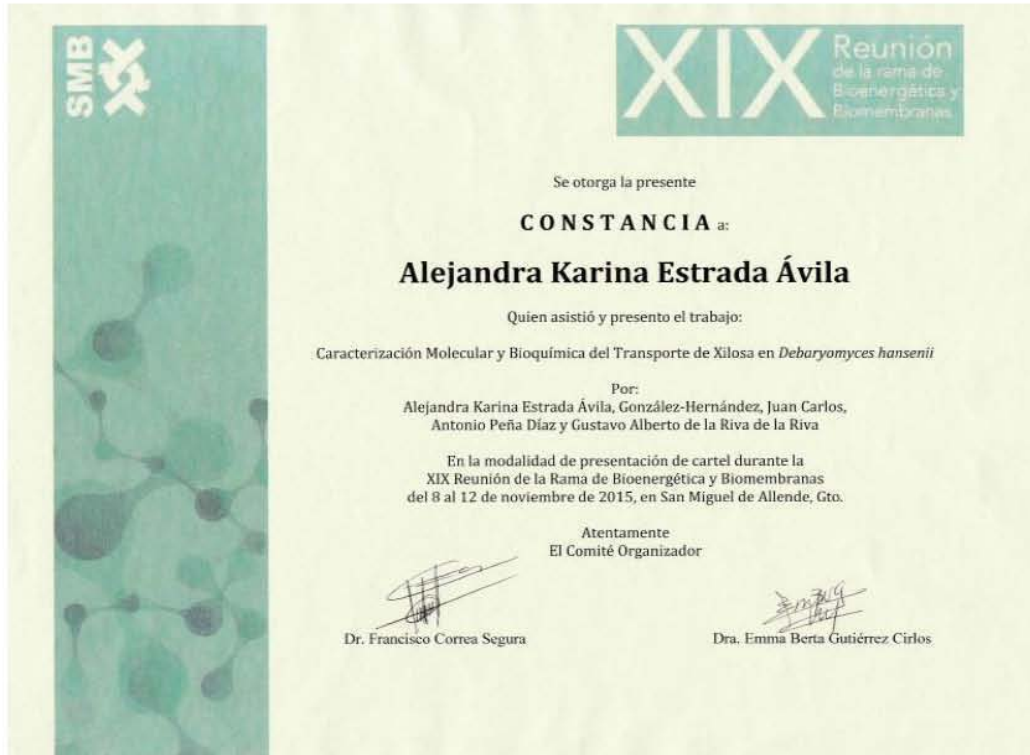 SMB
XIX
Reunión
de la rama de
Bioenergética y
Biomembranas
Se otorga la presente
CONSTANCIA a:
Alejandra Karina Estrada Ávila
Quien asistió y presento el trabajo:
Caracterización Molecular y Bioquímica del Transporte de Xilosa en Debaryomyces hansenii
Por:
Alejandra Karina Estrada Ávila, González-Hernández, Juan Carlos,
Antonio Peña Díaz y Gustavo Alberto de la Riva de la Riva
En la modalidad de presentación de cartel durante la
XIX Reunión de la Rama de Bioenergética y Biomembranas
del 8 al 12 de noviembre de 2015, en San Miguel de Allende, Gto.
Atentamente
El Comité Organizador
Dr. Francisco Correa Segura
Dra. Emma Berta Gutiérrez Cirlos